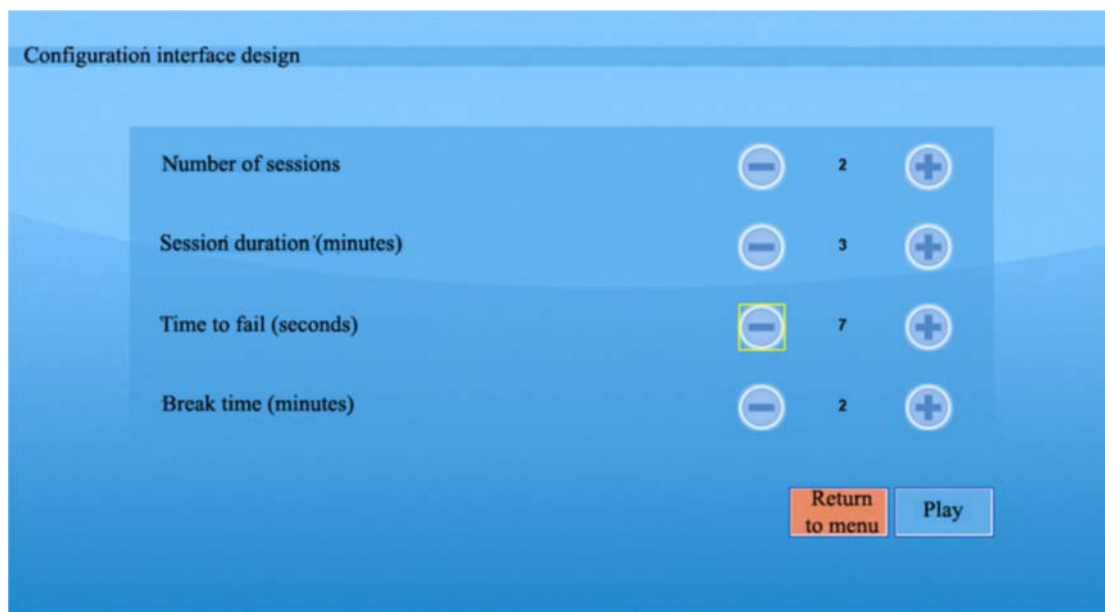 Configuration interface design
Number of sessions 2
Session duration (minutes) 3
Time to fail (seconds) 7
Break time (minutes) 2
Return
to menu
Play